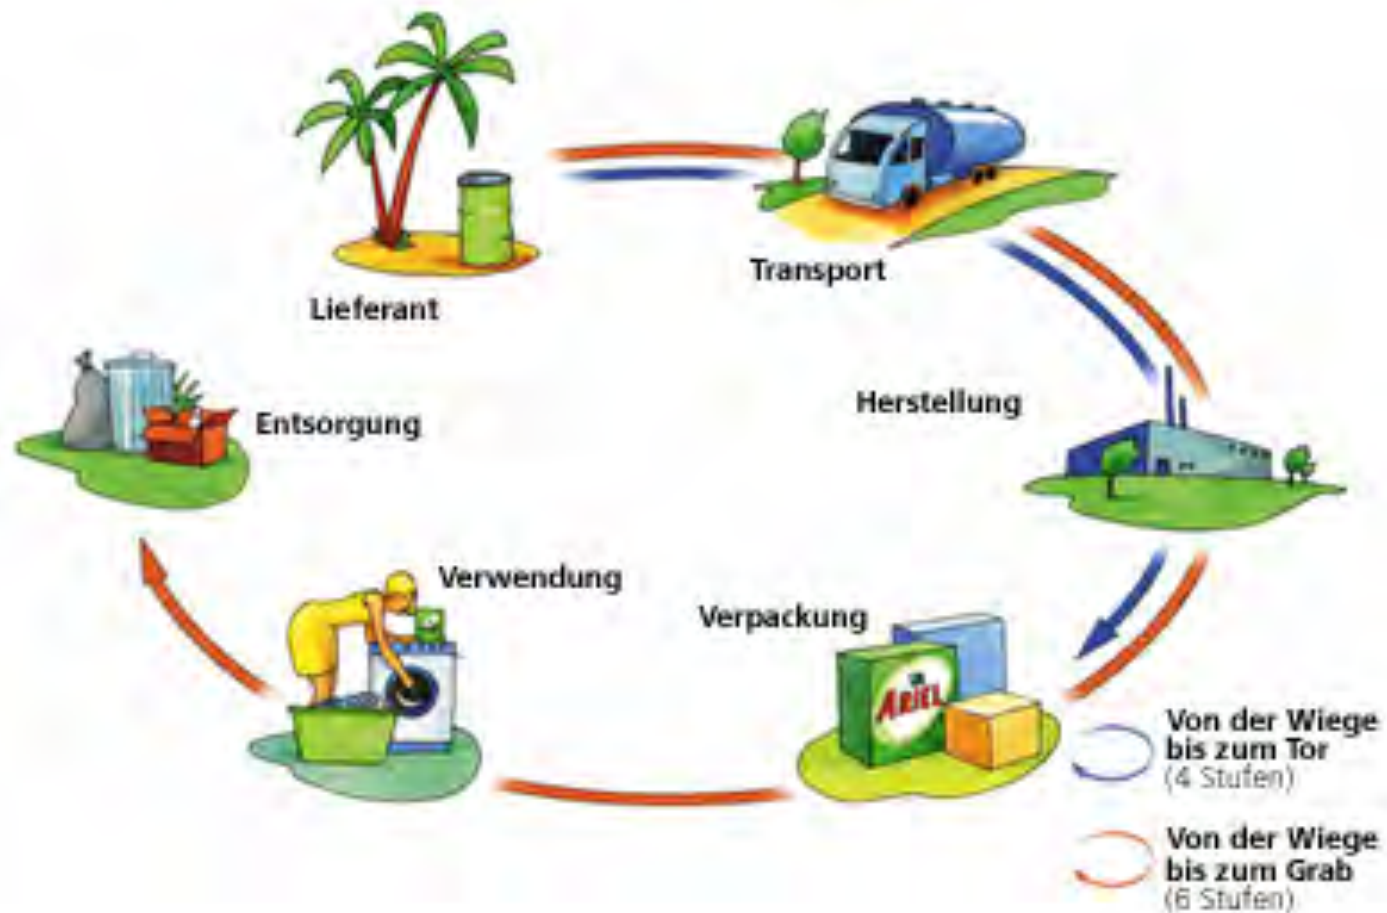 Transport
Lieferant
Herstellung
Entsorgung
Verwendung
Verpackung
ARIEL
Von der Wiege
bis zum Tor
(4 Stufen)
Von der Wiege
bis zum Grab
(6 Stufen)